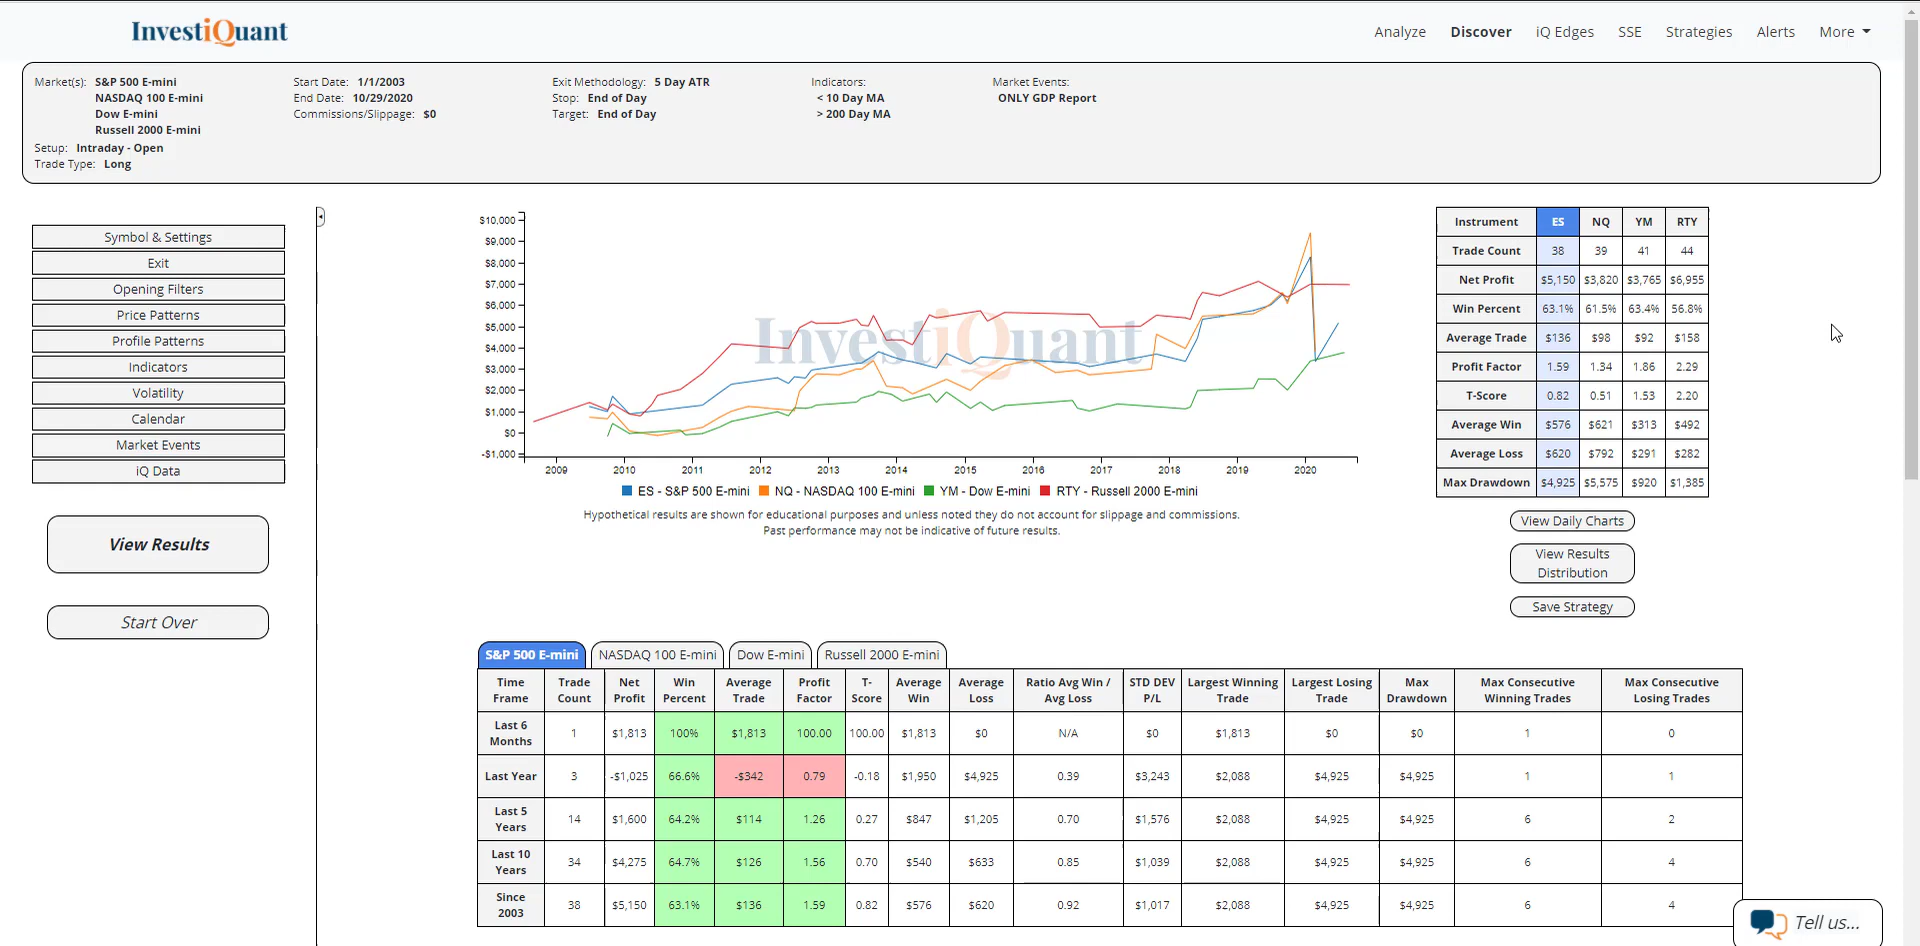 InvestiQuant
Analyze Discover iQ Edges SSE Strategies Alerts More
Market(s): S&P 500 E-mini
NASDAQ 100 E-mini
Dow E-mini
Russell 2000 E-mini
Setup: Intraday - Open
Trade Type: Long
Start Date: 1/1/2003
End Date: 10/29/2020
Commissions/Slippage: $0
Exit Methodology: 5 Day ATR
Stop: End of Day
Target: End of Day
Indicators:
< 10 Day MA
> 200 Day MA
Market Events:
ONLY GDP Report
Symbol & Settings
Exit
Opening Filters
Price Patterns
Profile Patterns
Indicators
Volatility
Calendar
Market Events
iQ Data
View Results
Start Over
$10,000
$9,000
$8,000
$7,000
$6,000
$5,000
$4,000
$3,000
$2,000
$1,000
$0
-$1,000
InvestiQuant
2009 2010 2011 2012 2013 2014 2015 2016 2017 2018 2019 2020
ES - S&P 500 E-mini NQ - NASDAQ 100 E-mini YM - Dow E-mini RTY - Russell 2000 E-mini
Hypothetical results are shown for educational purposes and unless noted they do not account for slippage and commissions.
Past performance may not be indicative of future results.
Instrument ES NQ YM RTY
Trade Count 38 39 41 44
Net Profit $5,150 $3,820 $3,765 $6,955
Win Percent 63.1% 61.5% 63.4% 56.8%
Average Trade $136 $98 $92 $158
Profit Factor 1.59 1.34 1.86 2.29
T-Score 0.82 0.51 1.53 2.20
Average Win $576 $621 $313 $492
Average Loss $620 $792 $291 $282
Max Drawdown $4,925 $5,575 $920 $1,385
View Daily Charts
View Results
Distribution
Save Strategy
S&P 500 E-mini NASDAQ 100 E-mini Dow E-mini Russell 2000 E-mini
Time Trade Net Win Average Profit T- Average Average Ratio Avg Win / STD DEV Largest Winning Largest Losing Max Max Consecutive Max Consecutive
Frame Count Profit Percent Trade Factor Score Win Loss Avg Loss P/L Trade Trade Drawdown Winning Trades Losing Trades
Last 6
Months 1 $1,813 100% $1,813 100.00 100.00 $1,813 $0 N/A $0 $1,813 $0 $0 1 0
Last Year 3 -$1,025 66.6% -$342 0.79 -0.18 $1,950 $4,925 0.39 $3,243 $2,088 $4,925 $4,925 1 1
Last 5
Years 14 $1,600 64.2% $114 1.26 0.27 $847 $1,205 0.70 $1,576 $2,088 $4,925 $4,925 6 2
Last 10
Years 34 $4,275 64.7% $126 1.56 0.70 $540 $633 0.85 $1,039 $2,088 $4,925 $4,925 6 4
Since
2003 38 $5,150 63.1% $136 1.59 0.82 $576 $620 0.92 $1,017 $2,088 $4,925 $4,925 6 4
Tell us...